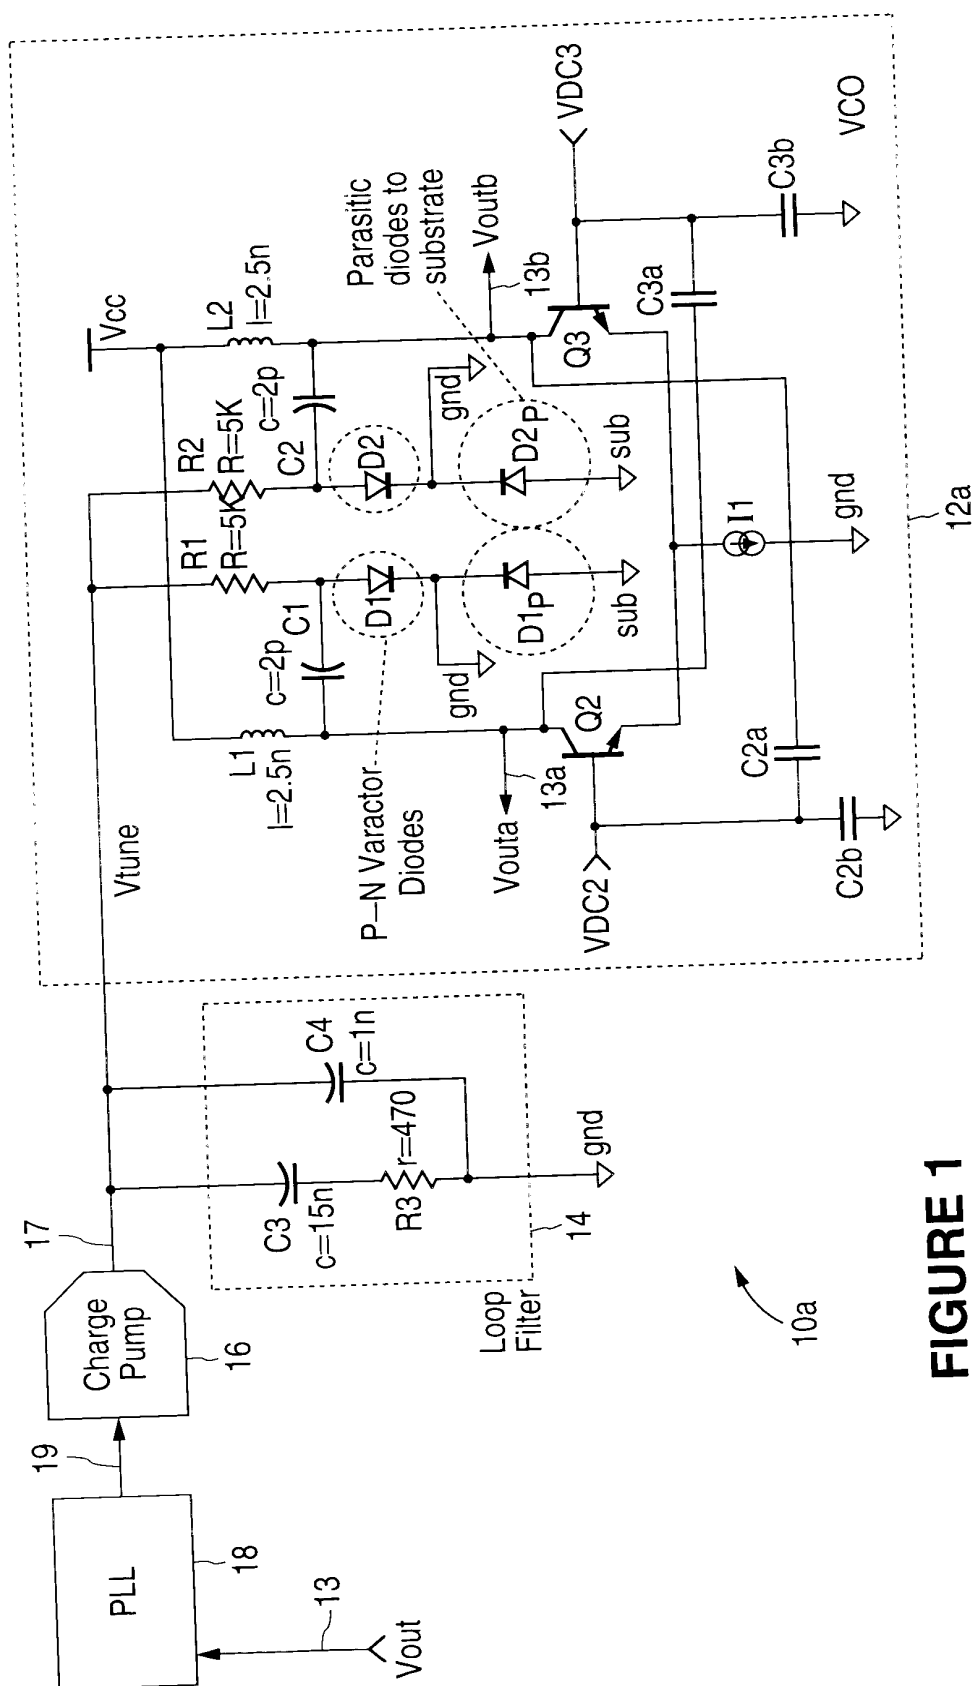 PLL
18
13
Vout
19
Charge
Pump
16
17
Loop
Filter
14
C3
c=15n
R3
r=470
C4
c=1n
gnd
10a
Vtune
Vcc
L1
l=2.5n
L2
l=2.5n
R1
R=5K
R2
R=5K
C1
c=2p
C2
c=2p
P–N Varactor
Diodes
D1
D2
gnd
gnd
Parasitic
diodes to
substrate
D1P
D2P
sub
sub
Vouta
13a
Voutb
13b
Q2
Q3
VDC2
VDC3
C2a
C2b
C3a
C3b
I1
gnd
VCO
12a
FIGURE 1